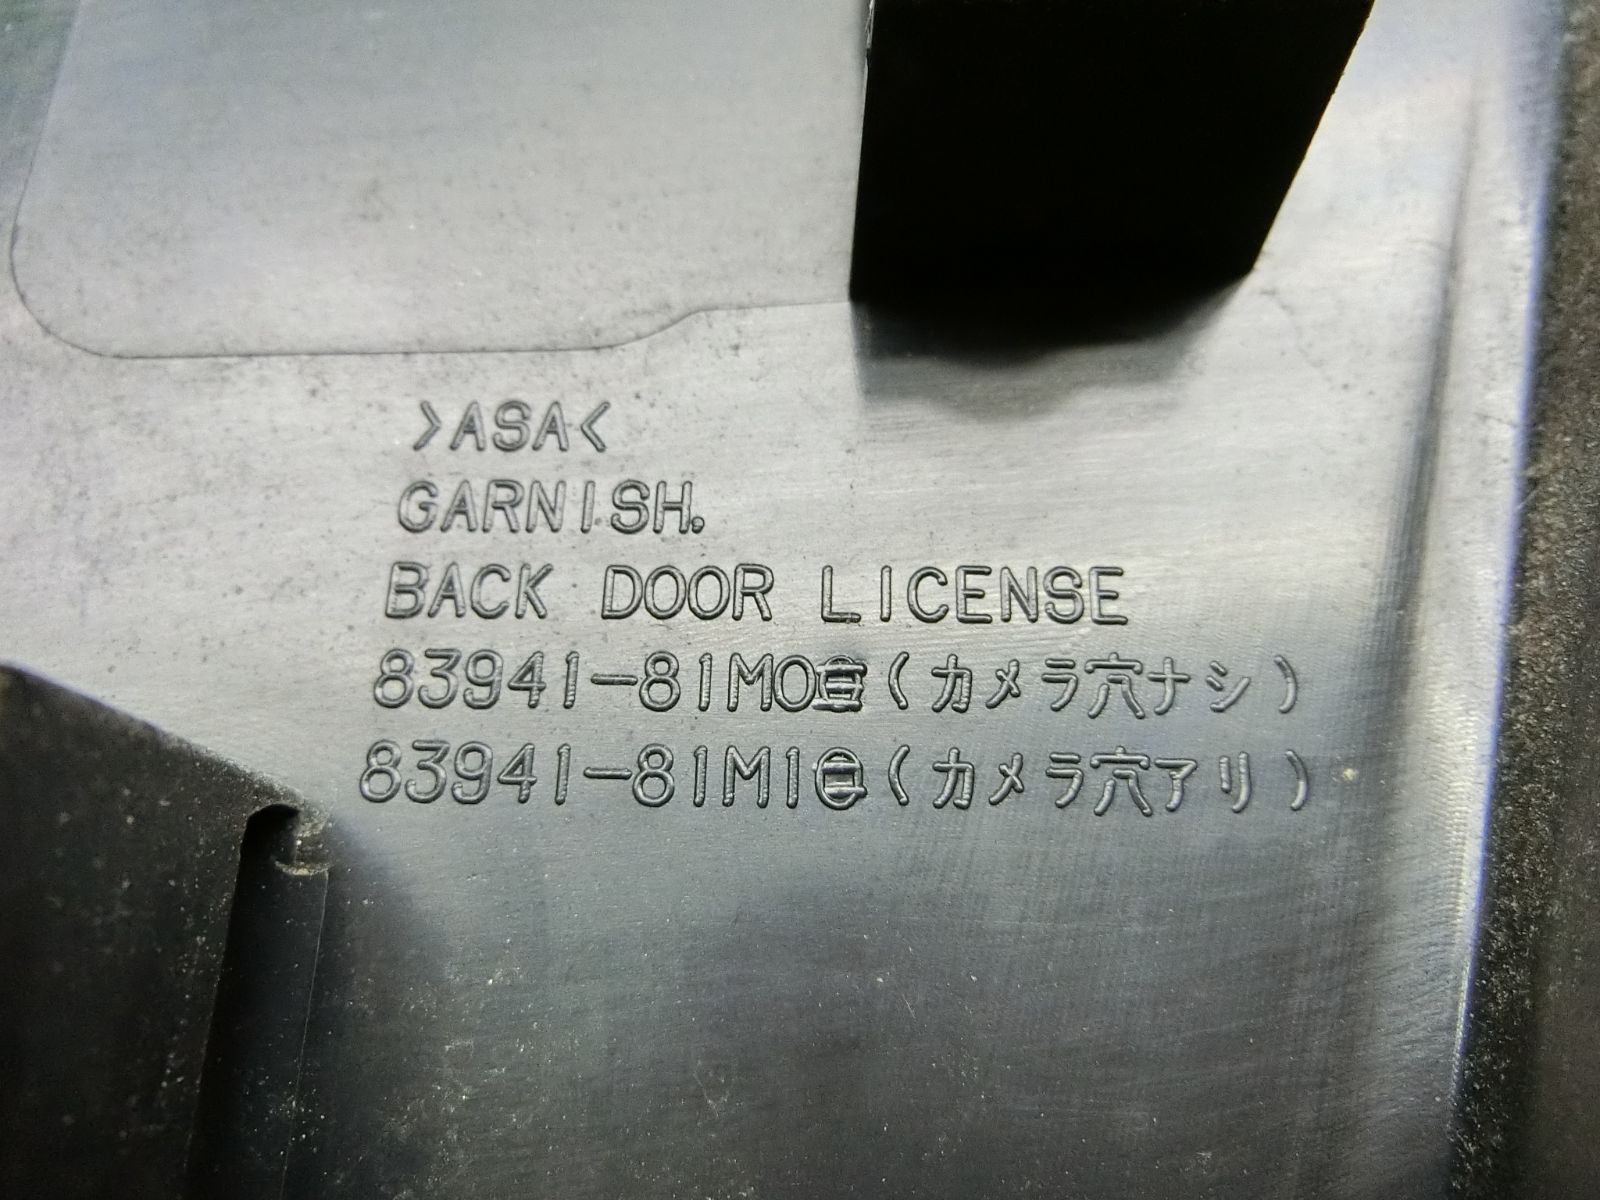 >ASA<
GARNISH.
BACK DOOR LICENSE
83941-81M0 (カメラ穴ナシ)
83941-81M1 (カメラ穴アリ)